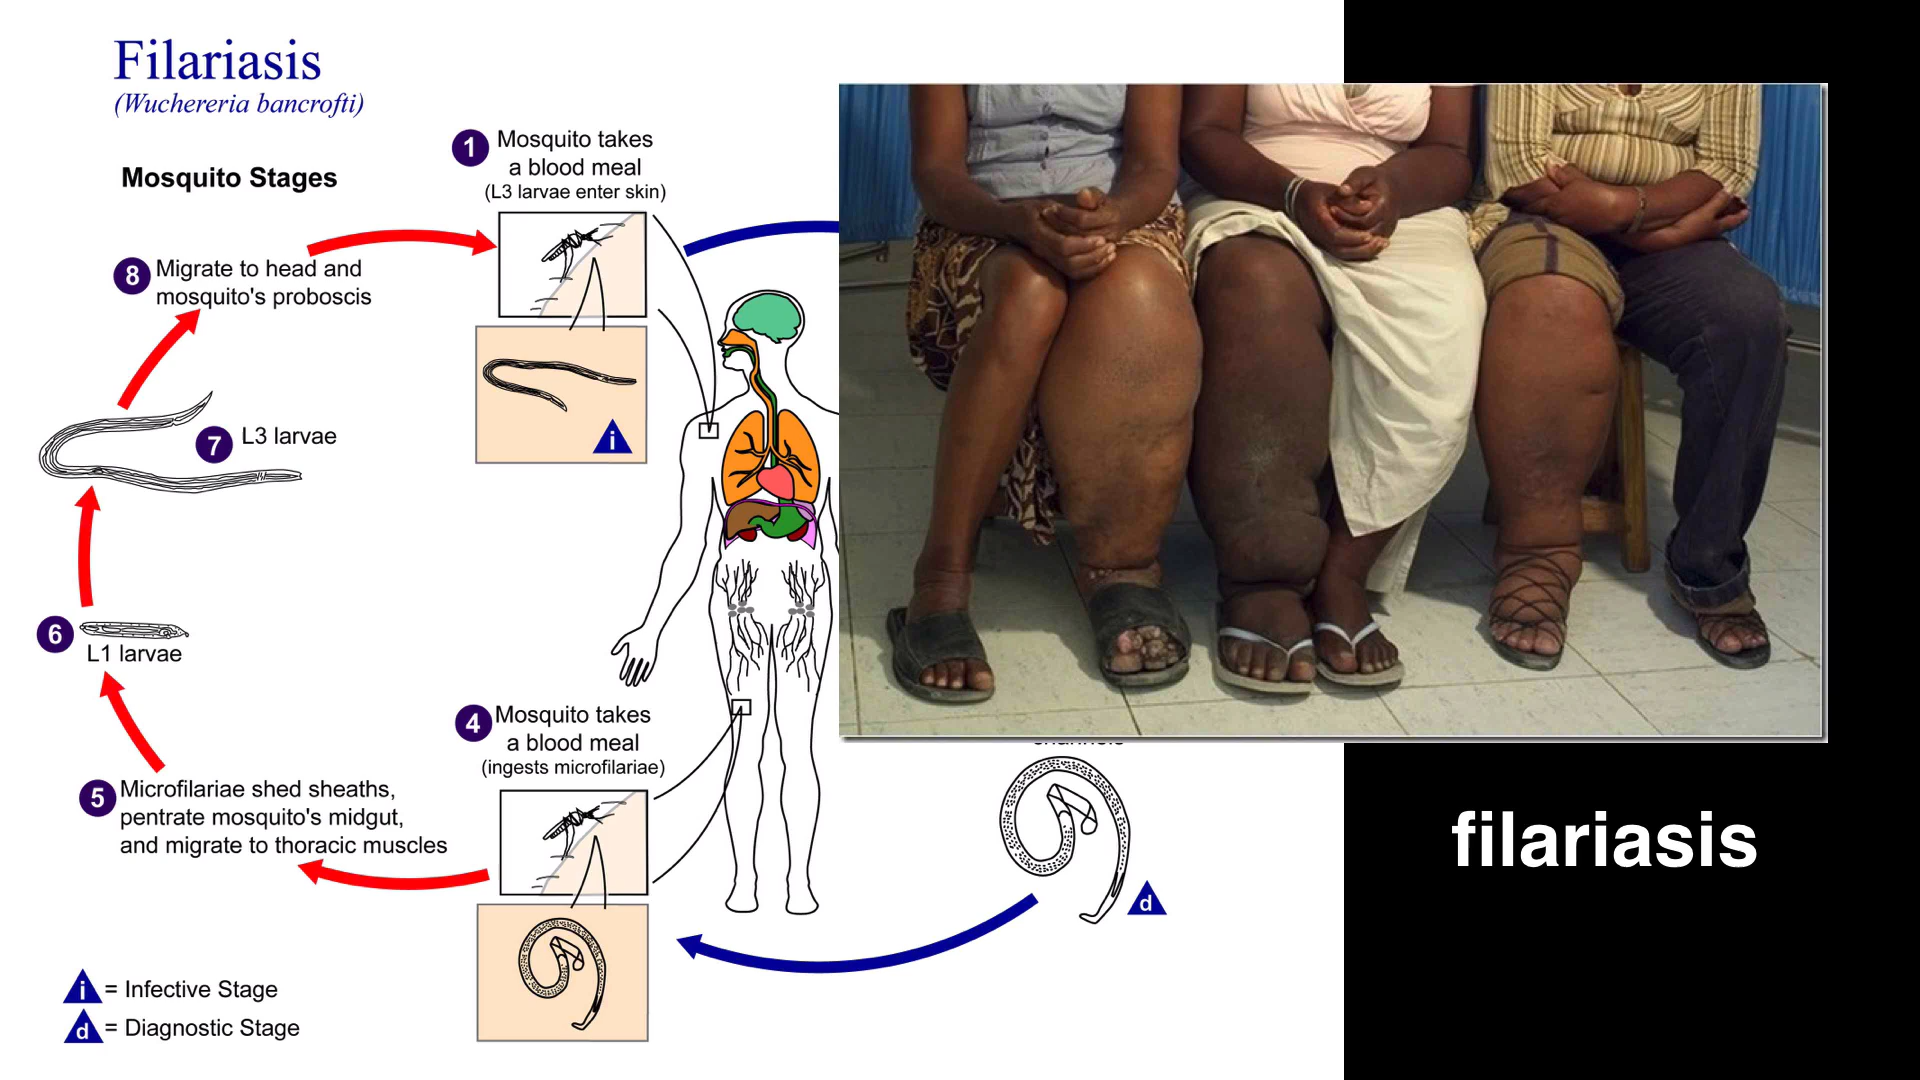 Filariasis
(Wuchereria bancrofti)
Mosquito Stages
1
Mosquito takes
a blood meal
(L3 larvae enter skin)
8
Migrate to head and
mosquito's proboscis
i
7
L3 larvae
6
L1 larvae
4
Mosquito takes
a blood meal
(ingests microfilariae)
5
Microfilariae shed sheaths,
pentrate mosquito's midgut,
and migrate to thoracic muscles
d
i = Infective Stage
d = Diagnostic Stage
filariasis